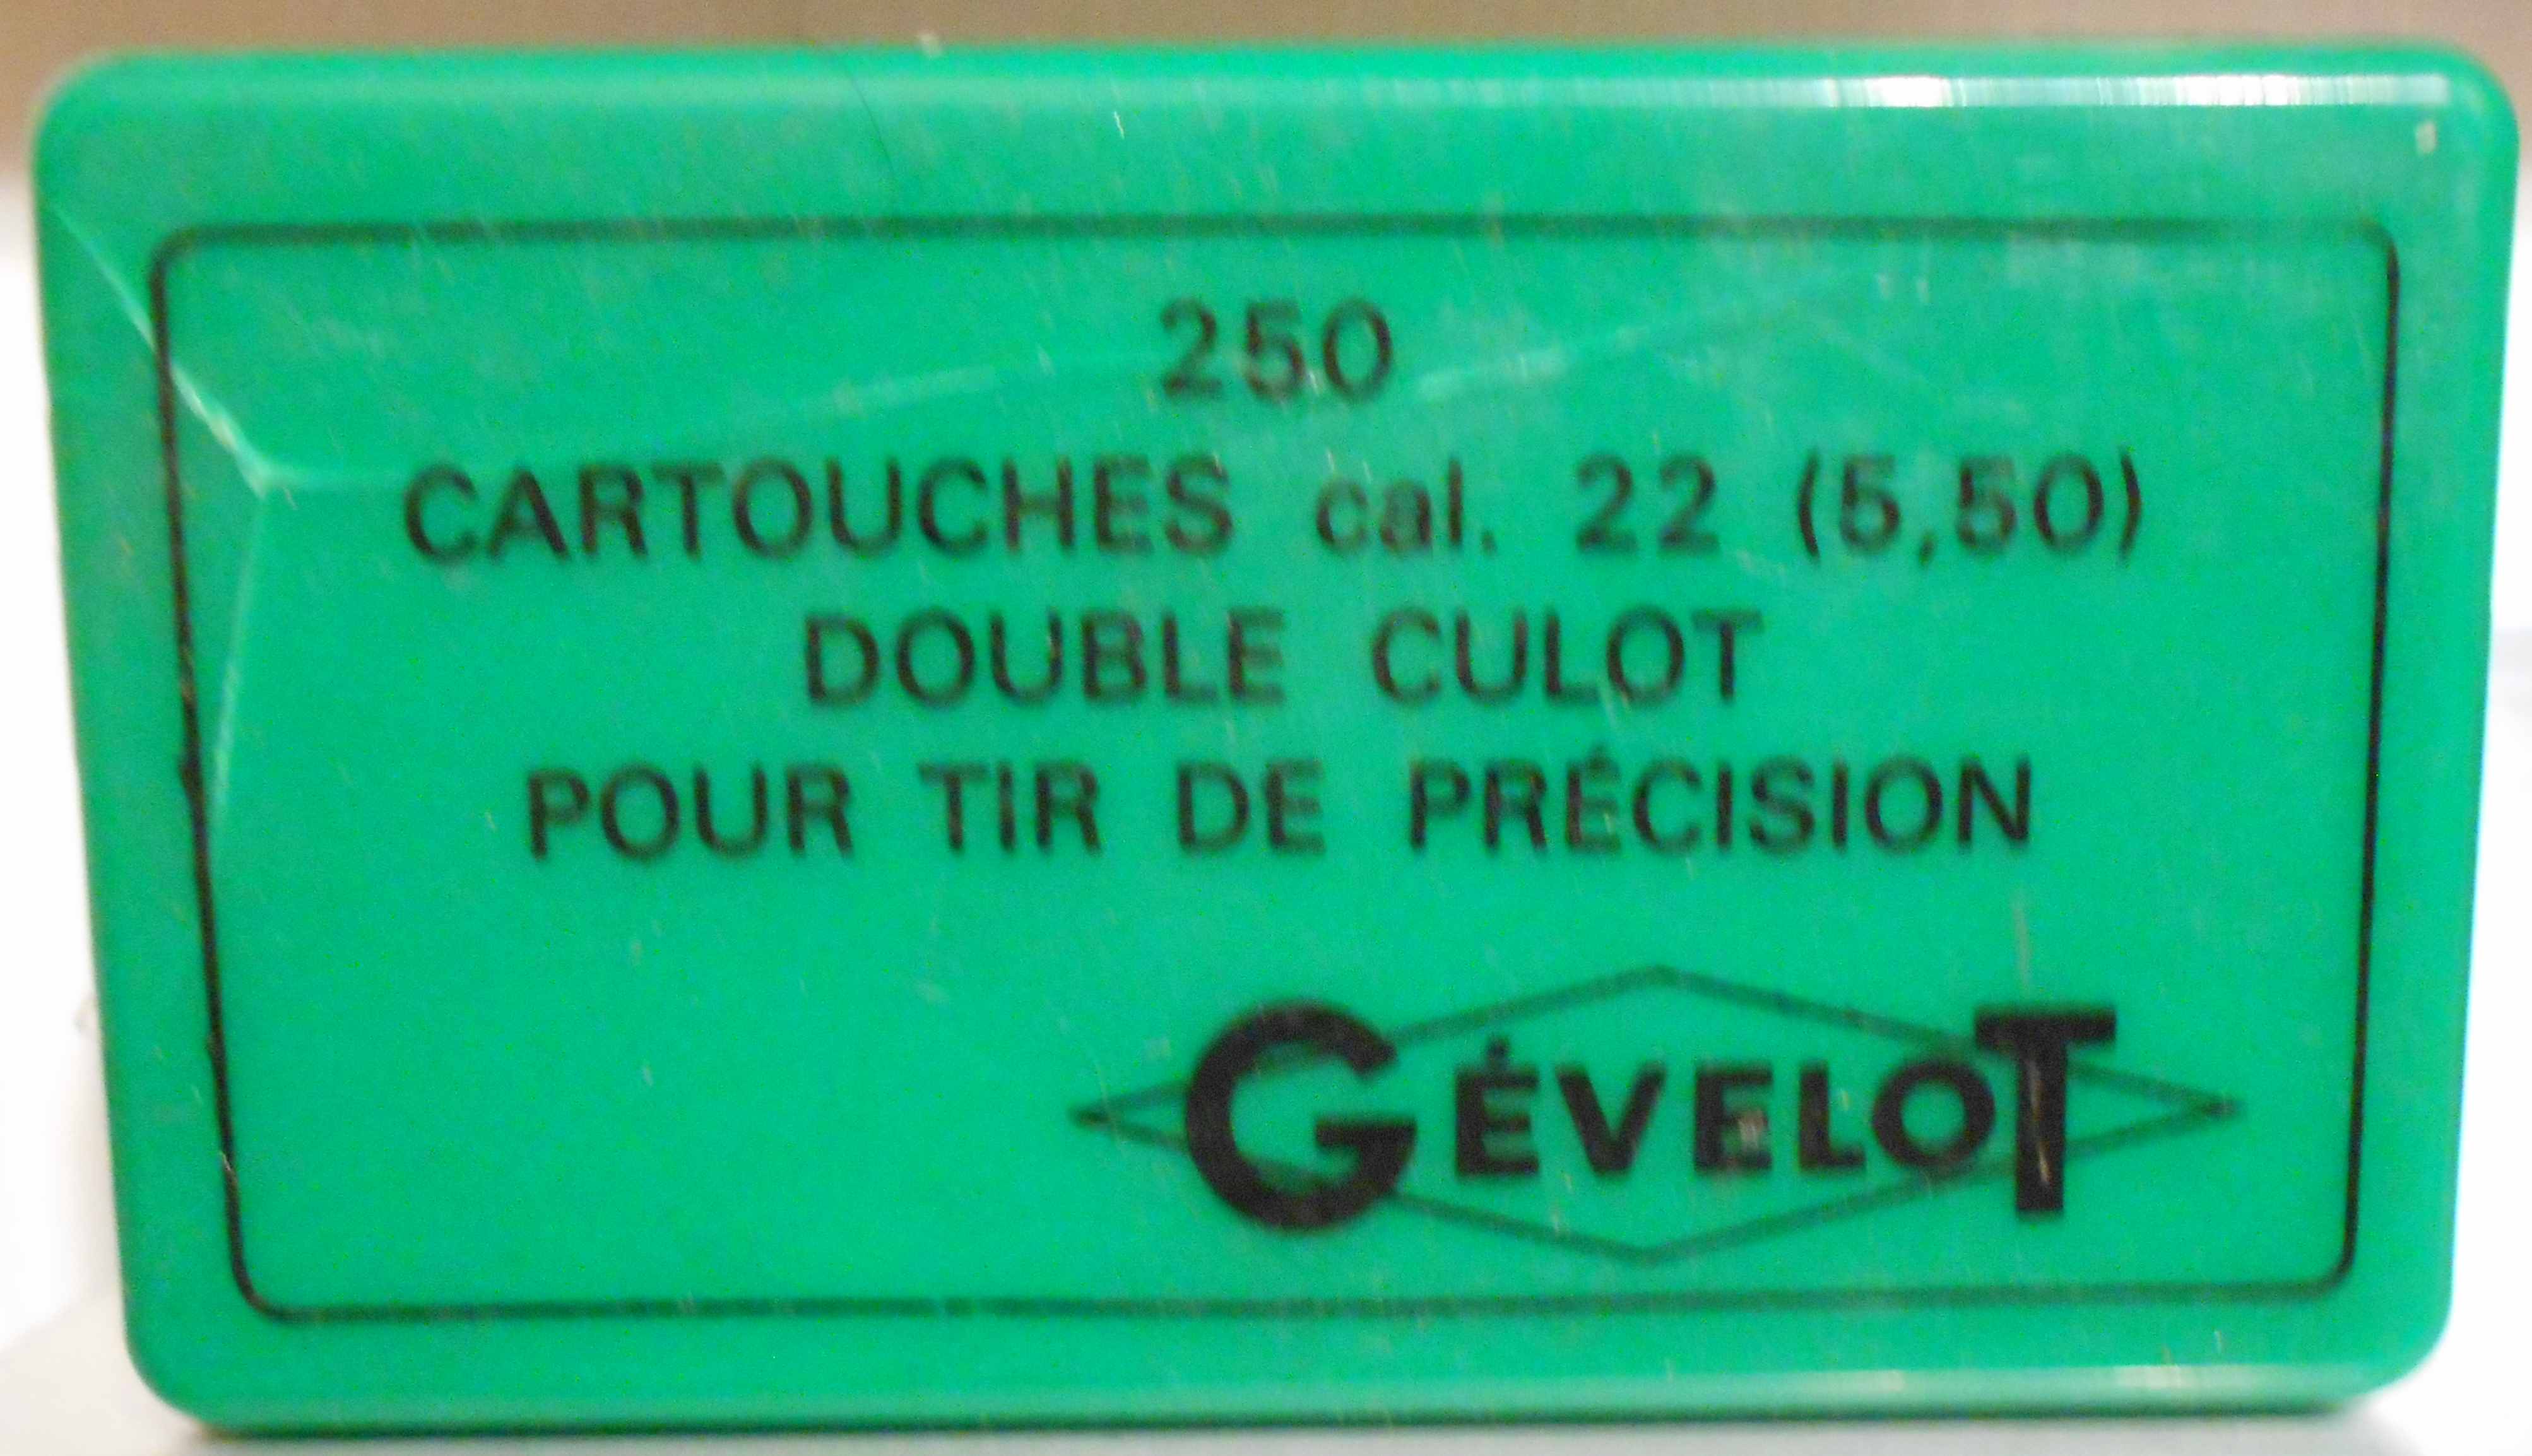 250
CARTOUCHES cal. 22 (5,50)
DOUBLE CULOT
POUR TIR DE PRÉCISION
GÉVELOT